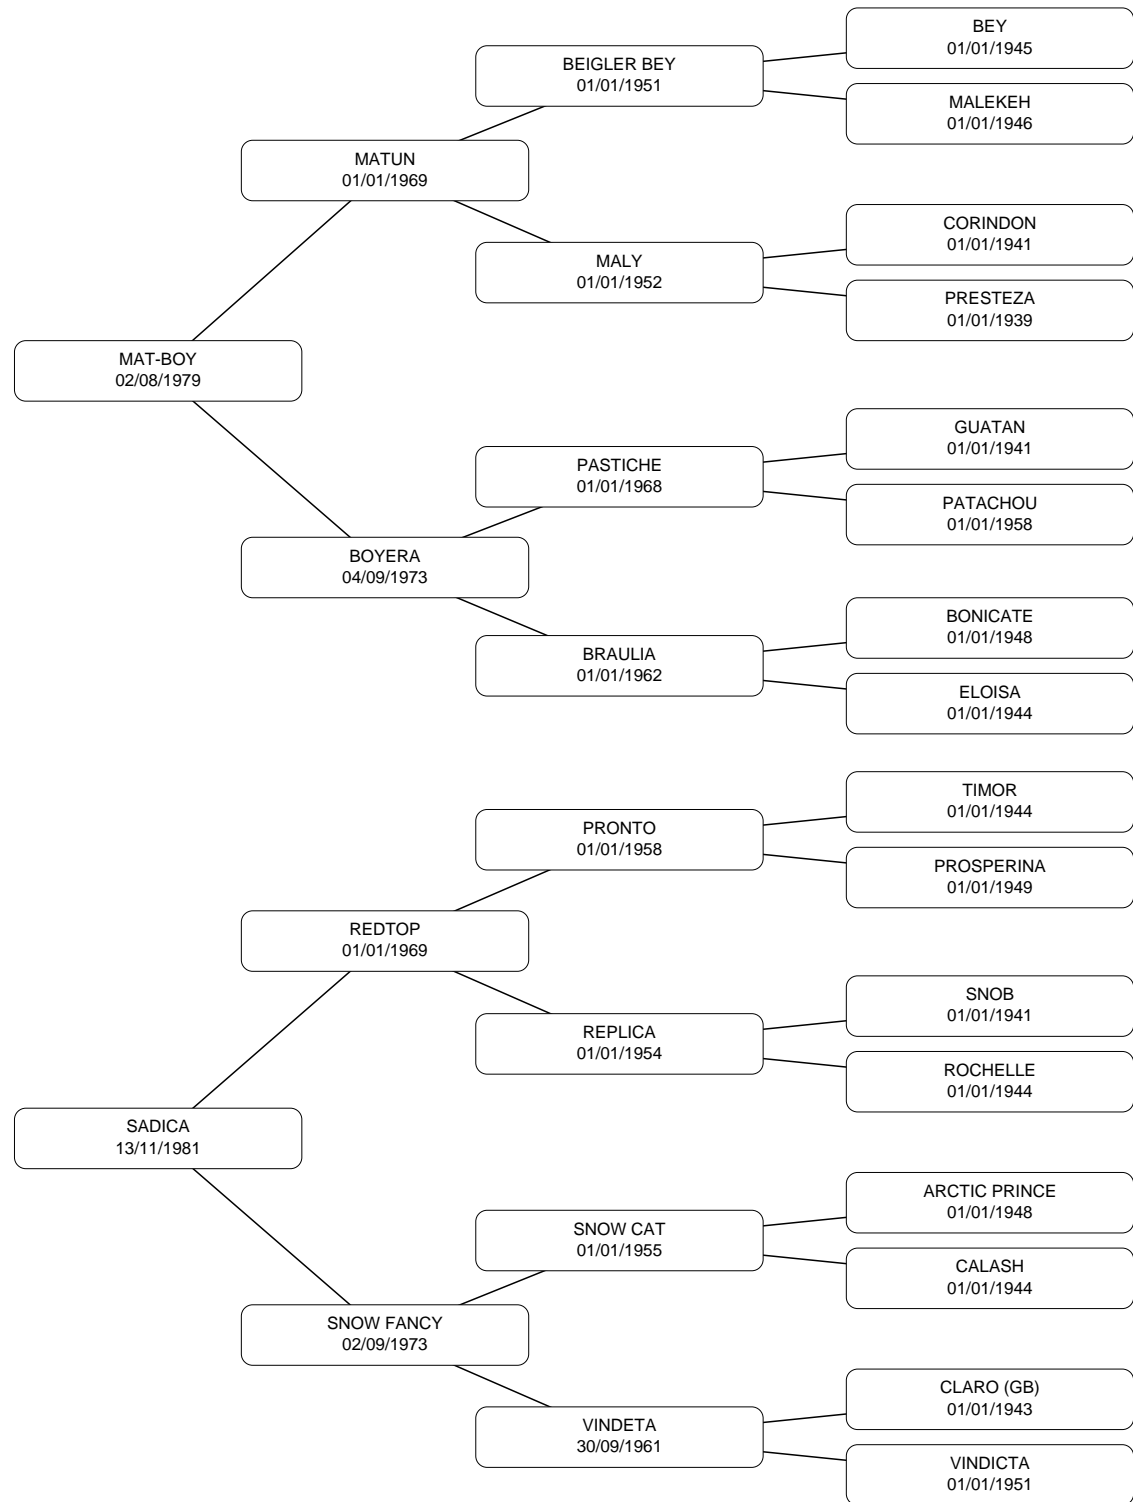 BEY
01/01/1945
BEIGLER BEY
01/01/1951
MALEKEH
01/01/1946
MATUN
01/01/1969
CORINDON
01/01/1941
MALY
01/01/1952
PRESTEZA
01/01/1939
MAT-BOY
02/08/1979
GUATAN
01/01/1941
PASTICHE
01/01/1968
PATACHOU
01/01/1958
BOYERA
04/09/1973
BONICATE
01/01/1948
BRAULIA
01/01/1962
ELOISA
01/01/1944
TIMOR
01/01/1944
PRONTO
01/01/1958
PROSPERINA
01/01/1949
REDTOP
01/01/1969
SNOB
01/01/1941
REPLICA
01/01/1954
ROCHELLE
01/01/1944
SADICA
13/11/1981
ARCTIC PRINCE
01/01/1948
SNOW CAT
01/01/1955
CALASH
01/01/1944
SNOW FANCY
02/09/1973
CLARO (GB)
01/01/1943
VINDETA
30/09/1961
VINDICTA
01/01/1951